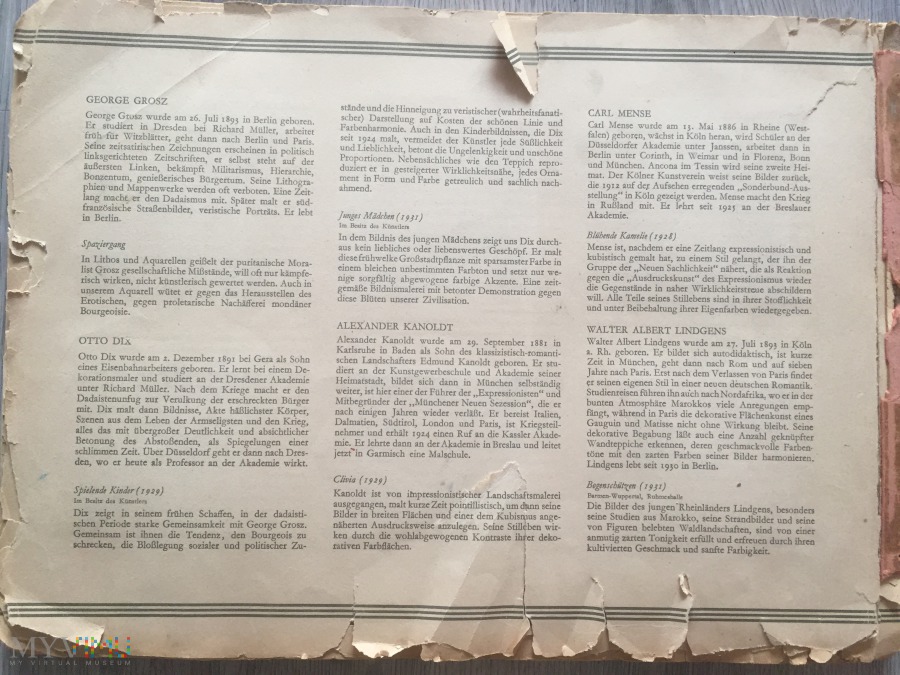 GEORGE GROSZ
George Grosz wurde am 26. Juli 1893 in Berlin geboren.
Er studiert in Dresden bei Richard Müller, arbeitet
früh für Witzblätter, geht dann nach Berlin und Paris.
Seine zeitsatirischen Zeichnungen erscheinen in politisch
linksgerichteten Zeitschriften, er selbst steht auf der
äußersten Linken, bekämpft Militarismus, Hierarchie,
Bonzentum, genießerisches Bürgertum. Seine Lithogra-
phien und Mappenwerke werden oft verboten. Eine Zeit-
lang macht er den Dadaismus mit. Später malt er süd-
französische Straßenbilder, veristische Porträts. Er lebt
in Berlin.
Spaziergang
In Lithos und Aquarellen geißelt der puritanische Mora-
list Grosz gesellschaftliche Mißstände, will oft nur kämpfe-
risch wirken, nicht künstlerisch gewertet werden. Auch in
unserem Aquarell wütet er gegen das Herausstellen des
Erotischen, gegen proletarische Nachäfferei mondäner
Bourgeoisie.
OTTO DIX
Otto Dix wurde am 2. Dezember 1891 bei Gera als Sohn
eines Eisenbahnarbeiters geboren. Er lernt bei einem De-
korationsmaler und studiert an der Dresdener Akademie
unter Richard Müller. Nach dem Kriege macht er den
Dadaistenunfug zur Verulkung der erschreckten Bürger
mit. Dix malt dann Bildnisse, Akte häßlichster Körper,
Szenen aus dem Leben der Armseligsten und den Krieg,
alles das mit übergroßer Deutlichkeit und absichtlicher
Betonung des Abstoßenden, als Spiegelungen einer
schlimmen Zeit. Über Düsseldorf geht er dann nach Dres-
den, wo er heute als Professor an der Akademie wirkt.
Spielende Kinder (1929)
Im Besitz des Künstlers
Dix zeigt in seinem frühen Schaffen, in der dadaisti-
schen Periode starke Gemeinsamkeit mit George Grosz.
Gemeinsam ist ihnen die Tendenz, den Bourgeois zu
schrecken, die Bloßlegung sozialer und politischer Zu-
stände und die Hinneigung zu veristischer (wahrheitsfanati-
scher) Darstellung auf Kosten der schönen Linie und
Farbenharmonie. Auch in den Kinderbildnissen, die Dix
seit 1924 malt, vermeidet der Künstler jede Süßlichkeit
und Lieblichkeit, betont die Ungelenkigkeit und unschöne
Proportionen. Nebensächliches wie den Teppich repro-
duziert er in gesteigerter Wirklichkeitsnähe, jedes Orna-
ment in Form und Farbe getreulich und sachlich nach-
ahmend.
Junges Mädchen (1931)
Im Besitz des Künstlers
In dem Bildnis des jungen Mädchens zeigt uns Dix durch-
aus kein liebliches oder liebenswertes Geschöpf. Er malt
diese frühwelke Großstadtpflanze mit sparsamster Farbe in
einem bleichen unbestimmten Farbton und setzt nur we-
nige sorgfältig abgewogene farbige Akzente. Eine zeit-
gemäße Bildnismalerei mit betonter Demonstration gegen
diese Blüten unserer Zivilisation.
ALEXANDER KANOLDT
Alexander Kanoldt wurde am 29. September 1881 in
Karlsruhe in Baden als Sohn des klassizistisch-romanti-
schen Landschafters Edmund Kanoldt geboren. Er stu-
diert an der Kunstgewerbeschule und Akademie seiner
Heimatstadt, bildet sich dann in München selbständig
weiter, ist hier einer der Führer der „Expressionisten" und
Mitbegründer der „Münchener Neuen Sezession", die er
nach einigen Jahren wieder verläßt. Er bereist Italien,
Dalmatien, Südtirol, London und Paris, ist Kriegsteil-
nehmer und erhält 1924 einen Ruf an die Kassler Akade-
mie. Er lehrte dann an der Akademie in Breslau und leitet
jetzt in Garmisch eine Malschule.
Clivia (1929)
Kanoldt ist von impressionistischer Landschaftsmalerei
ausgegangen, malt kurze Zeit pointillistisch, um dann seine
Bilder in breiten Flächen und einer dem Kubismus ange-
näherten Ausdrucksweise anzulegen. Seine Stilleben wir-
ken durch die wohlabgewogenen Kontraste ihrer deko-
rativen Farbflächen.
CARL MENSE
Carl Mense wurde am 13. Mai 1886 in Rheine (West-
falen) geboren, wächst in Köln heran, wird Schüler an der
Düsseldorfer Akademie unter Janssen, arbeitet dann in
Berlin unter Corinth, in Weimar und in Florenz, Bonn
und München. Ancona im Tessin wird seine zweite Hei-
mat. Der Kölner Kunstverein weist seine Bilder zurück,
die 1912 auf der Aufsehen erregenden „Sonderbund-Aus-
stellung" in Köln gezeigt werden. Mense macht den Krieg
in Rußland mit. Er lehrt seit 1925 an der Breslauer
Akademie.
Blühende Kamelie (1928)
Mense ist, nachdem er eine Zeitlang expressionistisch und
kubistisch gemalt hat, zu einem Stil gelangt, der ihn der
Gruppe der „Neuen Sachlichkeit" nähert, die als Reaktion
gegen die „Ausdruckskunst" des Expressionismus wieder
die Gegenstände in naher Wirklichkeitstreue abschildern
will. Alle Teile seines Stillebens sind in ihrer Stofflichkeit
und unter Beibehaltung ihrer Eigenfarben wiedergegeben.
WALTER ALBERT LINDGENS
Walter Albert Lindgens wurde am 27. Juli 1893 in Köln
a. Rh. geboren. Er bildet sich autodidaktisch, ist kurze
Zeit in München, geht dann nach Rom und auf sieben
Jahre nach Paris. Erst nach dem Verlassen von Paris findet
er seinen eigenen Stil in einer neuen deutschen Romantik.
Studienreisen führen ihn auch nach Nordafrika, wo er in der
bunten Atmosphäre Marokkos viele Anregungen emp-
fängt, während in Paris die dekorative Flächenkunst eines
Gauguin und Matisse nicht ohne Wirkung bleibt. Seine
dekorative Begabung läßt auch eine Anzahl geknüpfter
Wandteppiche erkennen, deren geschmackvolle Farben-
töne mit den zarten Farben seiner Bilder harmonieren.
Lindgens lebt seit 1930 in Berlin.
Bogenschützen (1931)
Barmen-Wuppertal, Ruhmeshalle
Die Bilder des jungen Rheinländers Lindgens, besonders
seine Studien aus Marokko, seine Strandbilder und seine
von Figuren belebten Waldlandschaften, sind von einer
anmutig zarten Tonigkeit erfüllt und erfreuen durch ihren
kultivierten Geschmack und sanfte Farbigkeit.
MY VIRTUAL MUSEUM